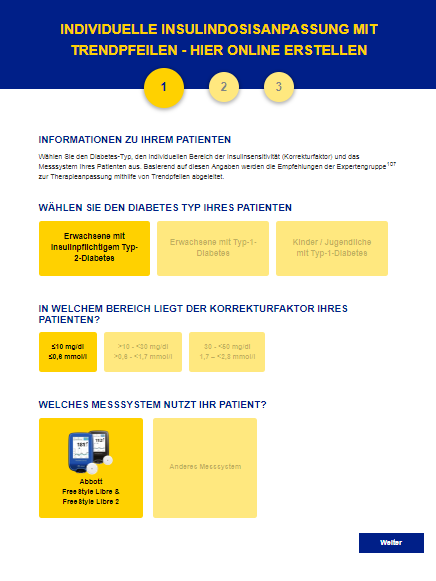 INDIVIDUELLE INSULINDOSISANPASSUNG MIT
TRENDPFEILEN - HIER ONLINE ERSTELLEN
1
2
3
INFORMATIONEN ZU IHREM PATIENTEN
Wählen Sie den Diabetes-Typ, den individuellen Bereich der Insulinsensitivität (Korrekturfaktor) und das
Messsystem Ihres Patienten aus. Basierend auf diesen Angaben werden die Empfehlungen der Expertengruppe
zur Therapieanpassung mithilfe von Trendpfeilen abgeleitet.
WÄHLEN SIE DEN DIABETES TYP IHRES PATIENTEN
Erwachsene mit
insulinpflichtigem Typ-
2-Diabetes
Erwachsene mit Typ-1-
Diabetes
Kinder / Jugendliche
mit Typ-1-Diabetes
IN WELCHEM BEREICH LIEGT DER KORREKTURFAKTOR IHRES
PATIENTEN?
≤10 mg/dl
≤0,6 mmol/l
>10 - <30 mg/dl
>0,6 - <1,7 mmol/l
30 - <50 mg/dl
1,7 – <2,8 mmol/l
WELCHES MESSSYSTEM NUTZT IHR PATIENT?
Abbott
FreeStyle Libre &
FreeStyle Libre 2
Anderes Messsystem
Weiter